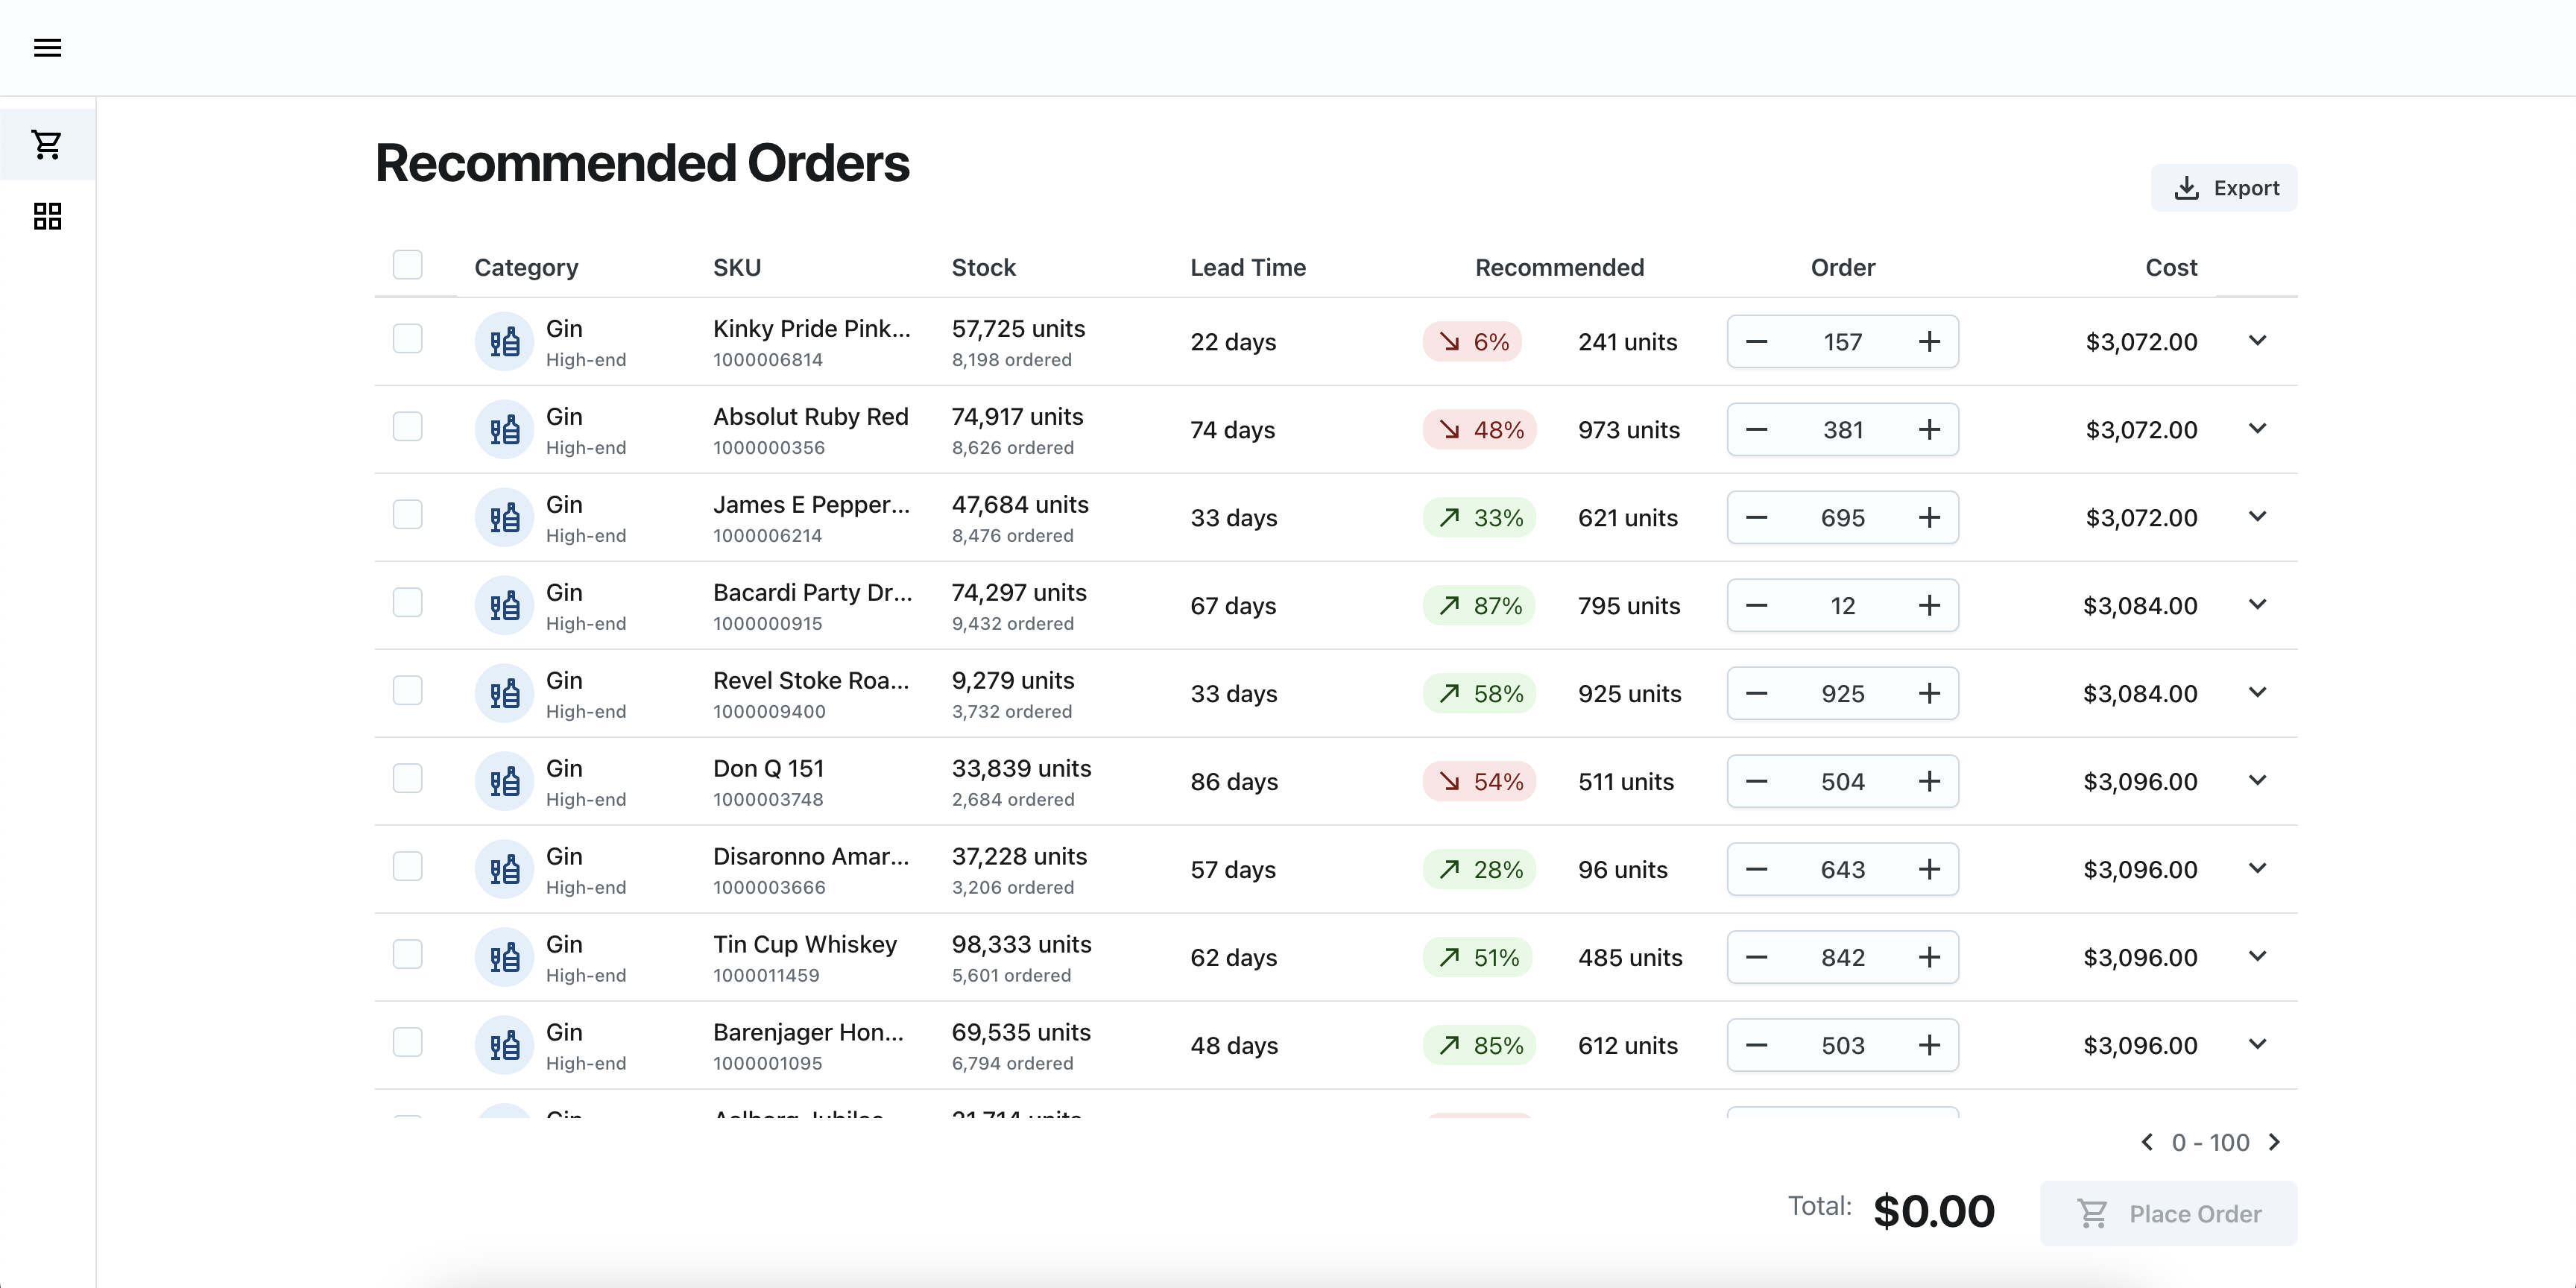 Recommended Orders
Export
Category SKU Stock Lead Time Recommended Order Cost
Gin Kinky Pride Pink... 57,725 units
High-end 1000006814 8,198 ordered
22 days 6% 241 units 157 $3,072.00
Gin Absolut Ruby Red 74,917 units
High-end 1000000356 8,626 ordered
74 days 48% 973 units 381 $3,072.00
Gin James E Pepper... 47,684 units
High-end 1000006214 8,476 ordered
33 days 33% 621 units 695 $3,072.00
Gin Bacardi Party Dr... 74,297 units
High-end 1000000915 9,432 ordered
67 days 87% 795 units 12 $3,084.00
Gin Revel Stoke Roa... 9,279 units
High-end 1000009400 3,732 ordered
33 days 58% 925 units 925 $3,084.00
Gin Don Q 151 33,839 units
High-end 1000003748 2,684 ordered
86 days 54% 511 units 504 $3,096.00
Gin Disaronno Amar... 37,228 units
High-end 1000003666 3,206 ordered
57 days 28% 96 units 643 $3,096.00
Gin Tin Cup Whiskey 98,333 units
High-end 1000011459 5,601 ordered
62 days 51% 485 units 842 $3,096.00
Gin Barenjager Hon... 69,535 units
High-end 1000001095 6,794 ordered
48 days 85% 612 units 503 $3,096.00
Gin
0 - 100
Total: $0.00 Place Order